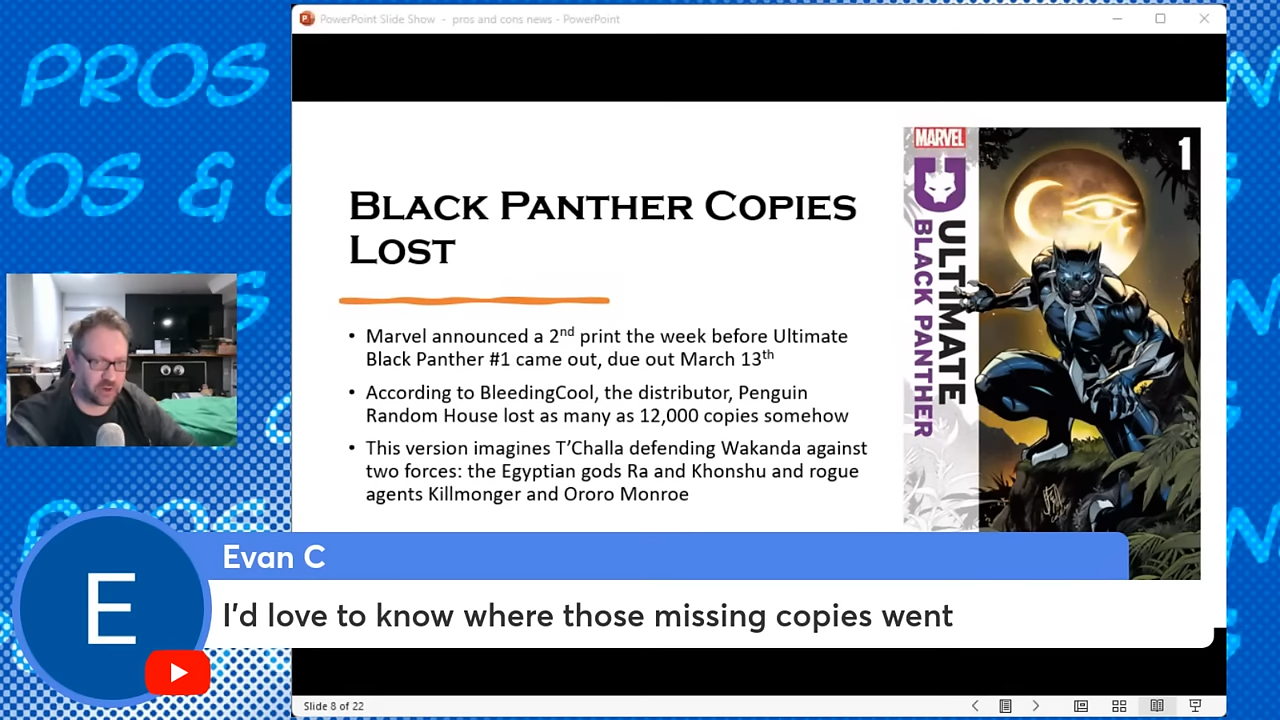 PowerPoint Slide Show - pros and cons news - PowerPoint
PROS
OS & C
BLACK PANTHER COPIES
LOST
• Marvel announced a 2nd print the week before Ultimate
Black Panther #1 came out, due out March 13th
• According to BleedingCool, the distributor, Penguin
Random House lost as many as 12,000 copies somehow
• This version imagines T'Challa defending Wakanda against
two forces: the Egyptian gods Ra and Khonshu and rogue
agents Killmonger and Ororo Monroe
MARVEL
1
ULTIMATE
BLACK PANTHER
E
Evan C
I'd love to know where those missing copies went
Slide 8 of 22